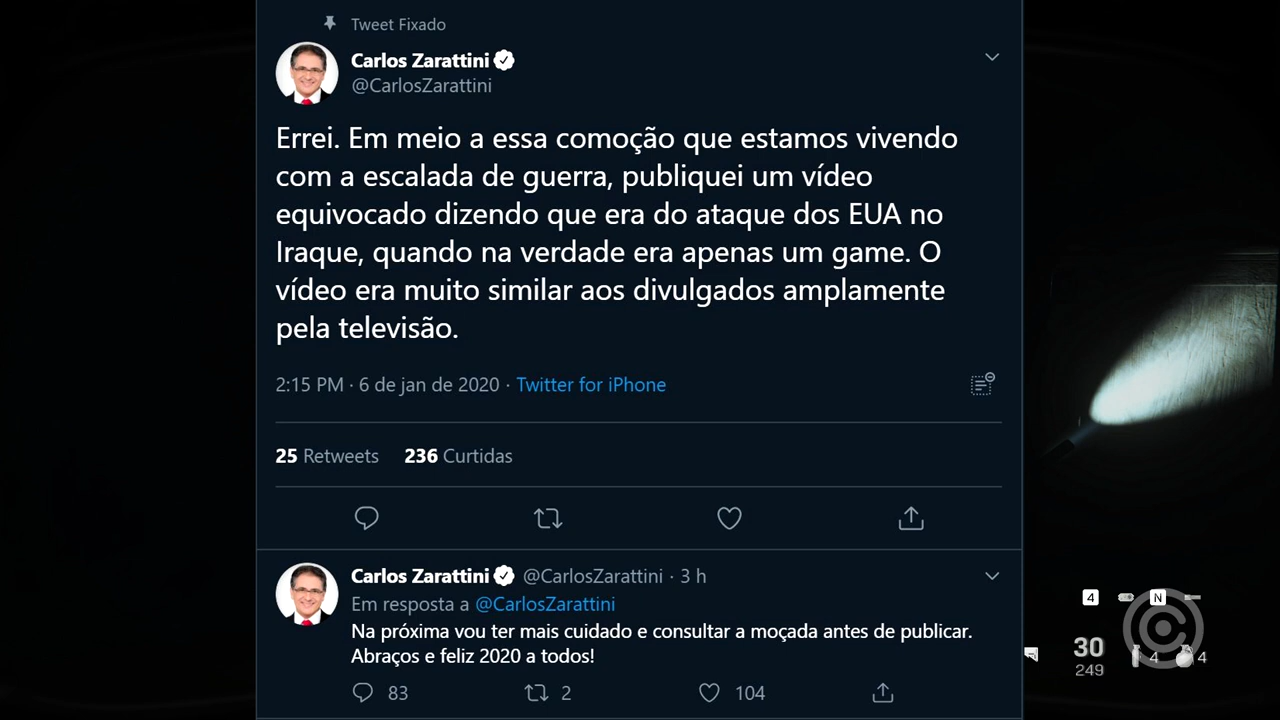 Tweet Fixado
Carlos Zarattini
@CarlosZarattini
Errei. Em meio a essa comoção que estamos vivendo
com a escalada de guerra, publiquei um vídeo
equivocado dizendo que era do ataque dos EUA no
Iraque, quando na verdade era apenas um game. O
vídeo era muito similar aos divulgados amplamente
pela televisão.
2:15 PM · 6 de jan de 2020 · Twitter for iPhone
25 Retweets 236 Curtidas
Carlos Zarattini @CarlosZarattini · 3 h
Em resposta a @CarlosZarattini
Na próxima vou ter mais cuidado e consultar a moçada antes de publicar.
Abraços e feliz 2020 a todos!
83 2 104
4 N
30 4 4
249